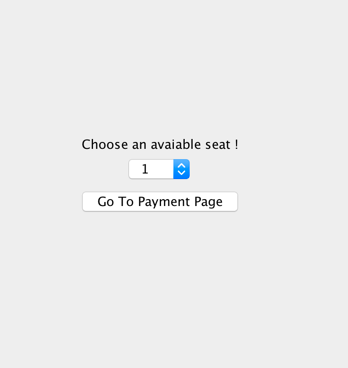 Choose an avaiable seat !
1
Go To Payment Page